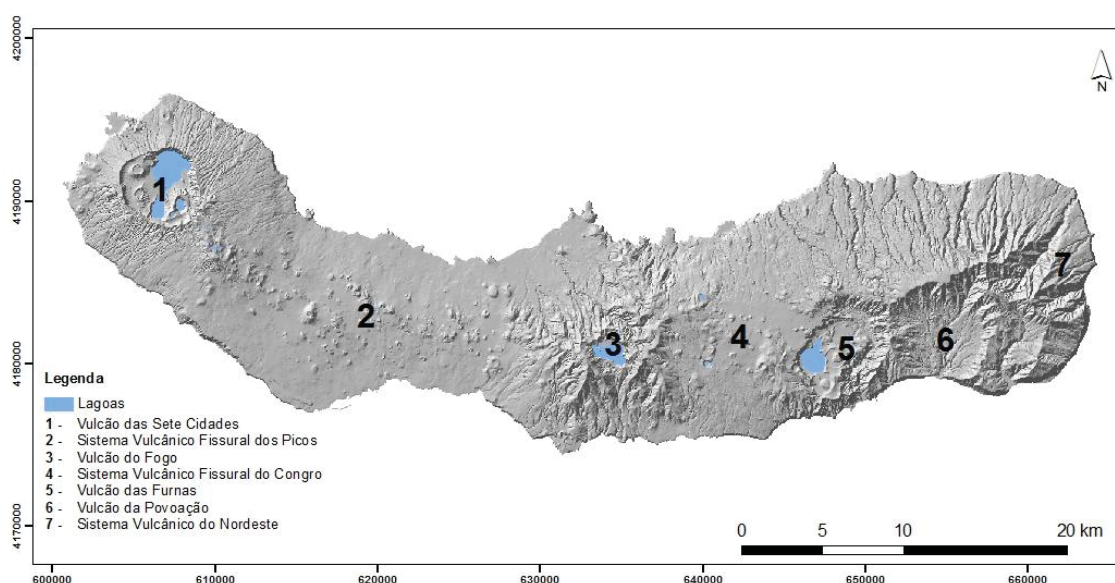 4200000
4190000
4180000
4170000
N
1
2
3
4
5
6
7
Legenda
Lagoas
1 - Vulcão das Sete Cidades
2 - Sistema Vulcânico Fissural dos Picos
3 - Vulcão do Fogo
4 - Sistema Vulcânico Fissural do Congro
5 - Vulcão das Furnas
6 - Vulcão da Povoação
7 - Sistema Vulcânico do Nordeste
0 5 10 20 km
600000 610000 620000 630000 640000 650000 660000